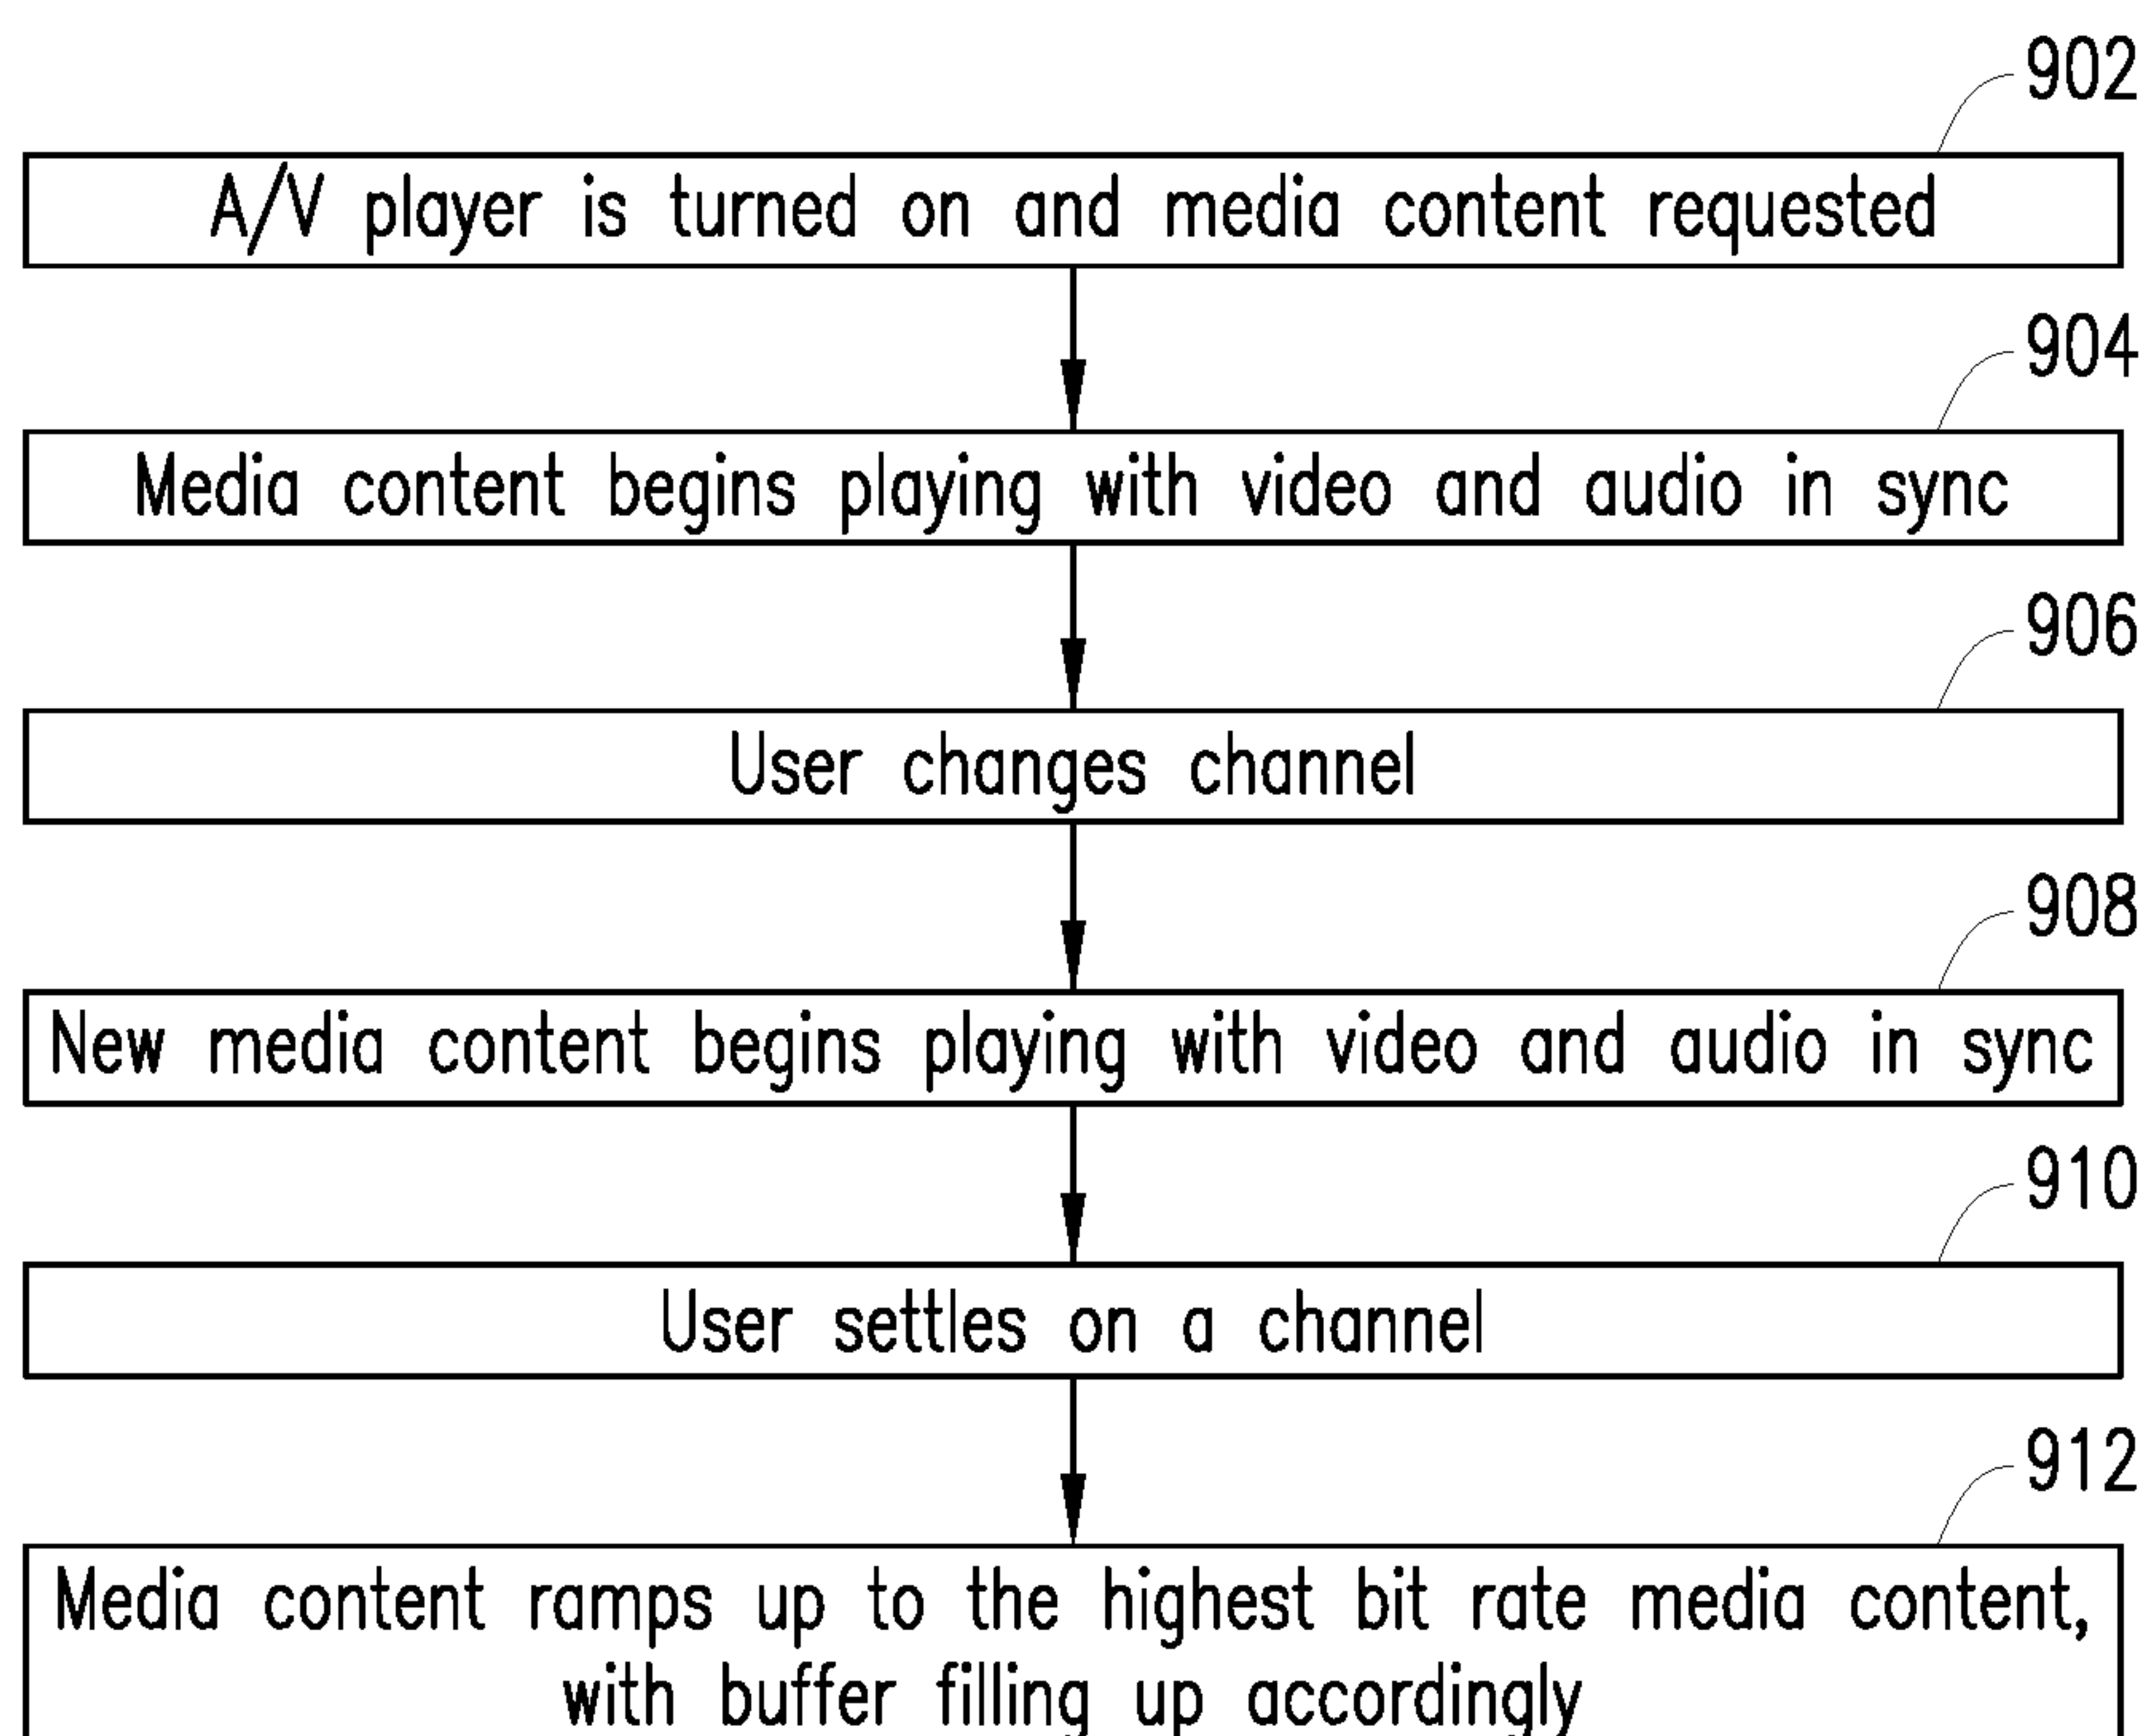 902
A/V player is turned on and media content requested
904
Media content begins playing with video and audio in sync
906
User changes channel
908
New media content begins playing with video and audio in sync
910
User settles on a channel
912
Media content ramps up to the highest bit rate media content,
with buffer filling up accordingly